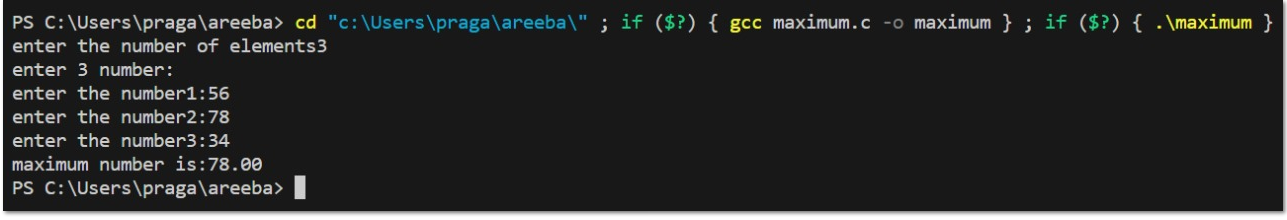 PS C:\Users\praga\areeba> cd "c:\Users\praga\areeba\" ; if ($?) { gcc maximum.c -o maximum } ; if ($?) { .\maximum }
enter the number of elements3
enter 3 number:
enter the number1:56
enter the number2:78
enter the number3:34
maximum number is:78.00
PS C:\Users\praga\areeba>